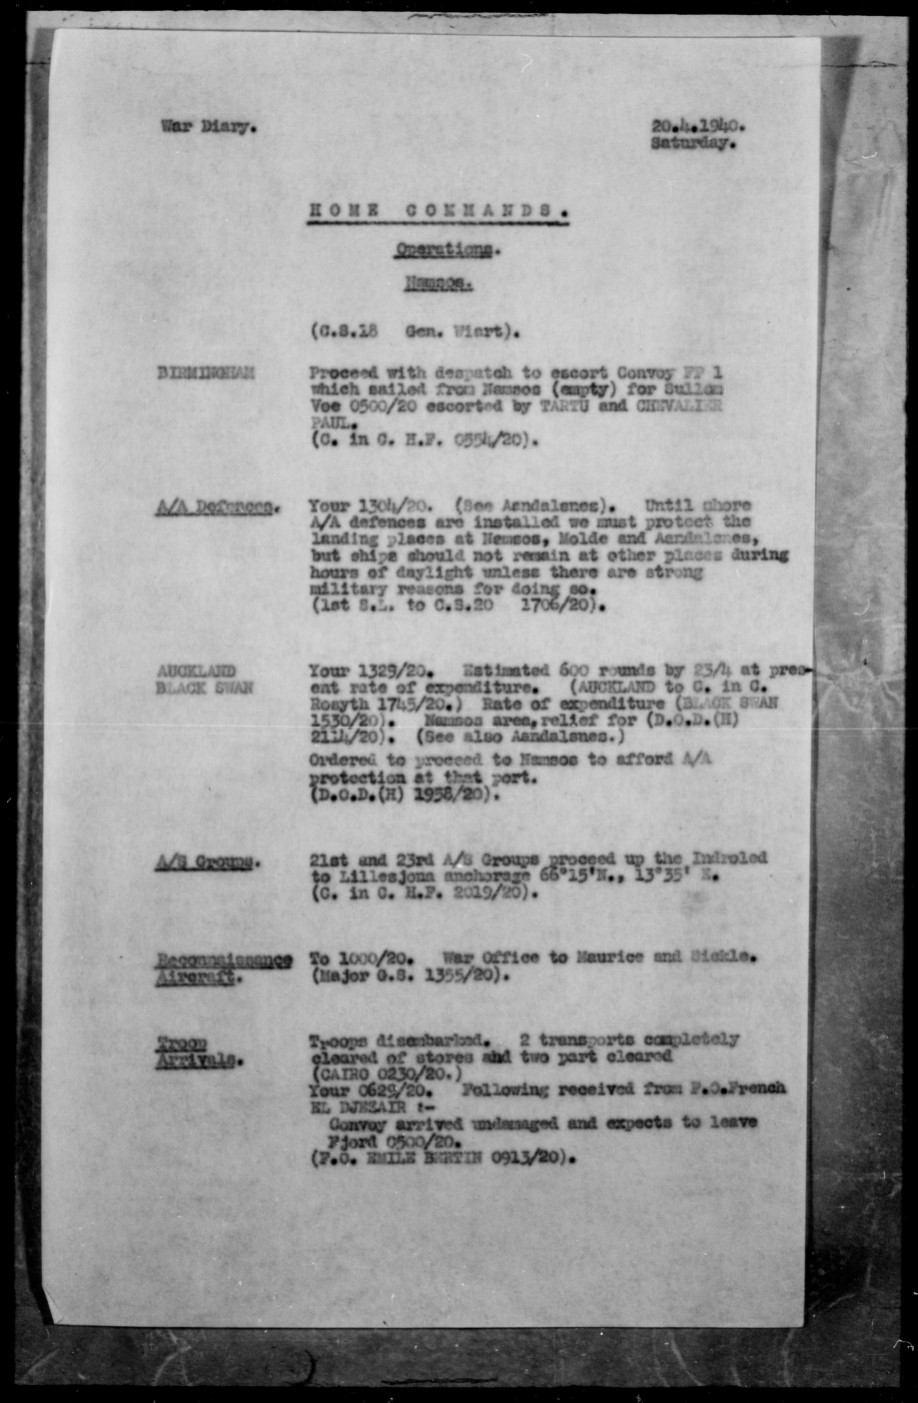 War Diary.
20.4.1940.
Saturday.
HOME COMMANDS.
Operations.
Namsos.
(C.S.18 Gen. Wiart).
BIRMINGHAM
Proceed with despatch to escort Convoy FP 1
which sailed from Namsos (empty) for Sullom
Voe 0500/20 escorted by TARTU and CHEVALIER
PAUL.
(C. in C. H.F. 0554/20).
A/A Defences.
Your 1304/20. (See Aandalsnes). Until shore
A/A defences are installed we must protect the
landing places at Namsos, Molde and Aandalsnes,
but ships should not remain at other places during
hours of daylight unless there are strong
military reasons for doing so.
(1st S.L. to C.S.20 1706/20).
AUCKLAND
BLACK SWAN
Your 1329/20. Estimated 600 rounds by 23/4 at pres-
ent rate of expenditure. (AUCKLAND to C. in C.
Rosyth 1745/20.) Rate of expenditure (BLACK SWAN
1530/20). Namsos area, relief for (D.O.D.(H)
2114/20). (See also Aandalsnes.)
Ordered to proceed to Namsos to afford A/A
protection at that port.
(D.O.D.(H) 1958/20).
A/S Groups.
21st and 23rd A/S Groups proceed up the Indreled
to Lillesjona anchorage 66°15'N., 13°35' E.
(C. in C. H.F. 2019/20).
Reconnaissance
Aircraft.
To 1000/20. War Office to Maurice and Sickle.
(Major G.S. 1355/20).
Troop
Arrivals.
Troops disembarked. 2 transports completely
cleared of stores and two part cleared
(CAIRO 0230/20.)
Your 0629/20. Following received from F.O.French
EL DJEZAIR :-
Convoy arrived undamaged and expects to leave
Fjord 0500/20.
(F.O. EMILE BERTIN 0913/20).